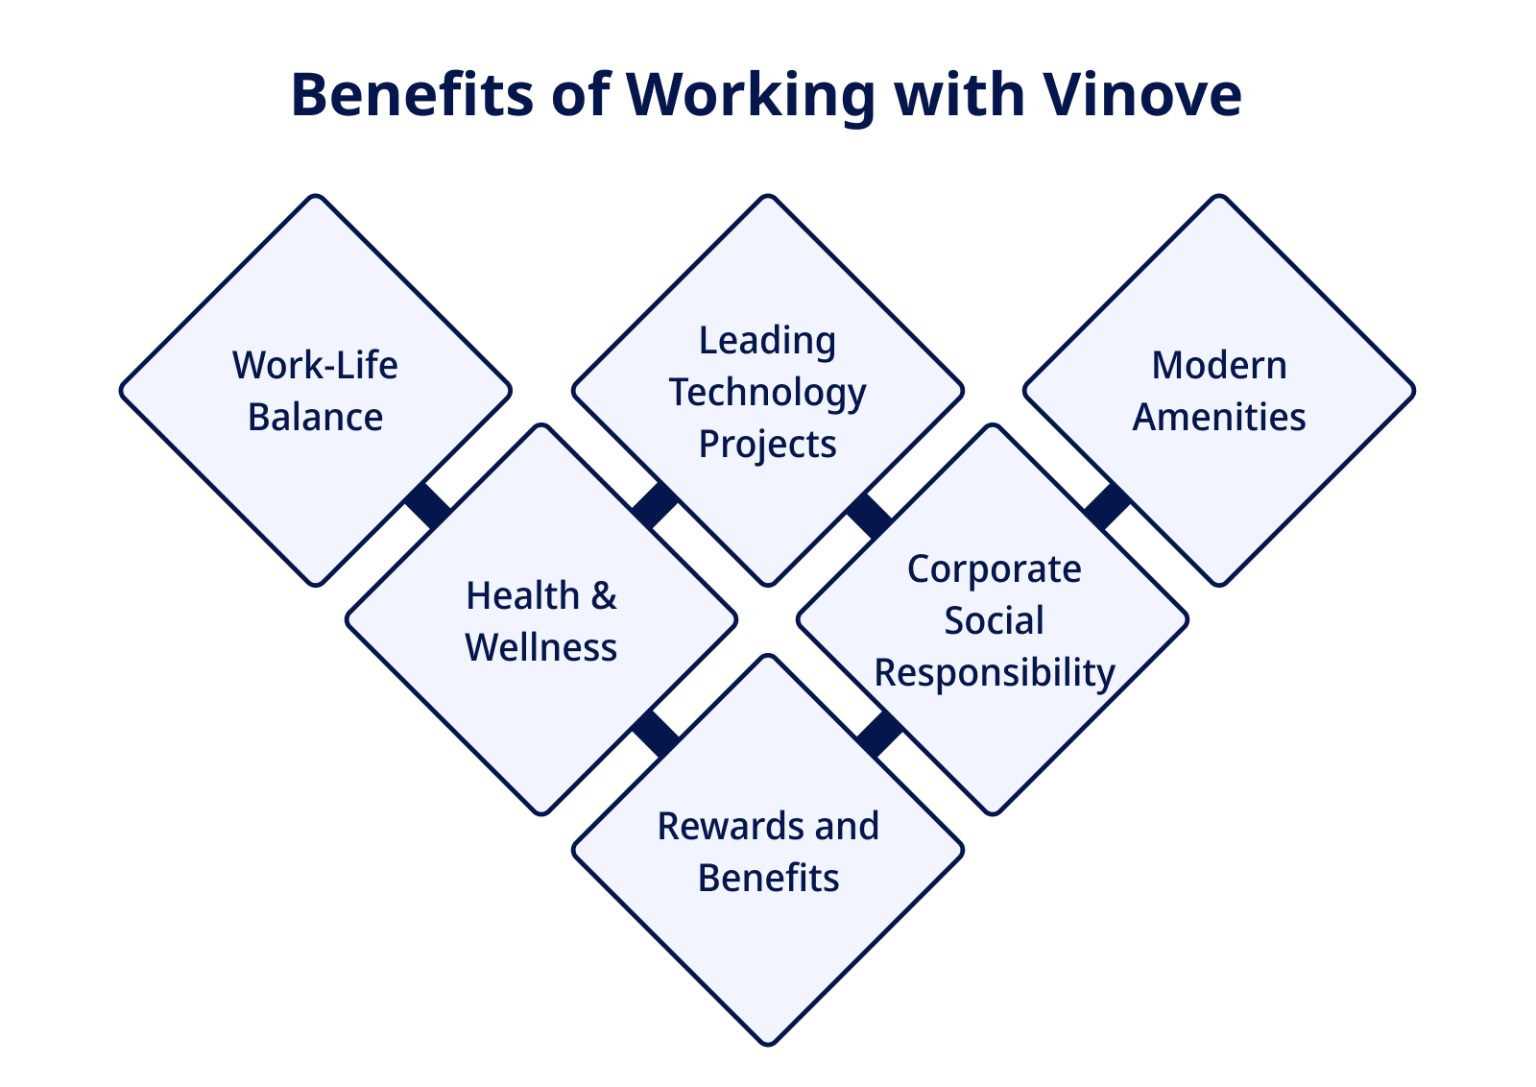 Benefits of Working with Vinove
Work-Life
Balance
Leading
Technology
Projects
Modern
Amenities
Health &
Wellness
Corporate
Social
Responsibility
Rewards and
Benefits